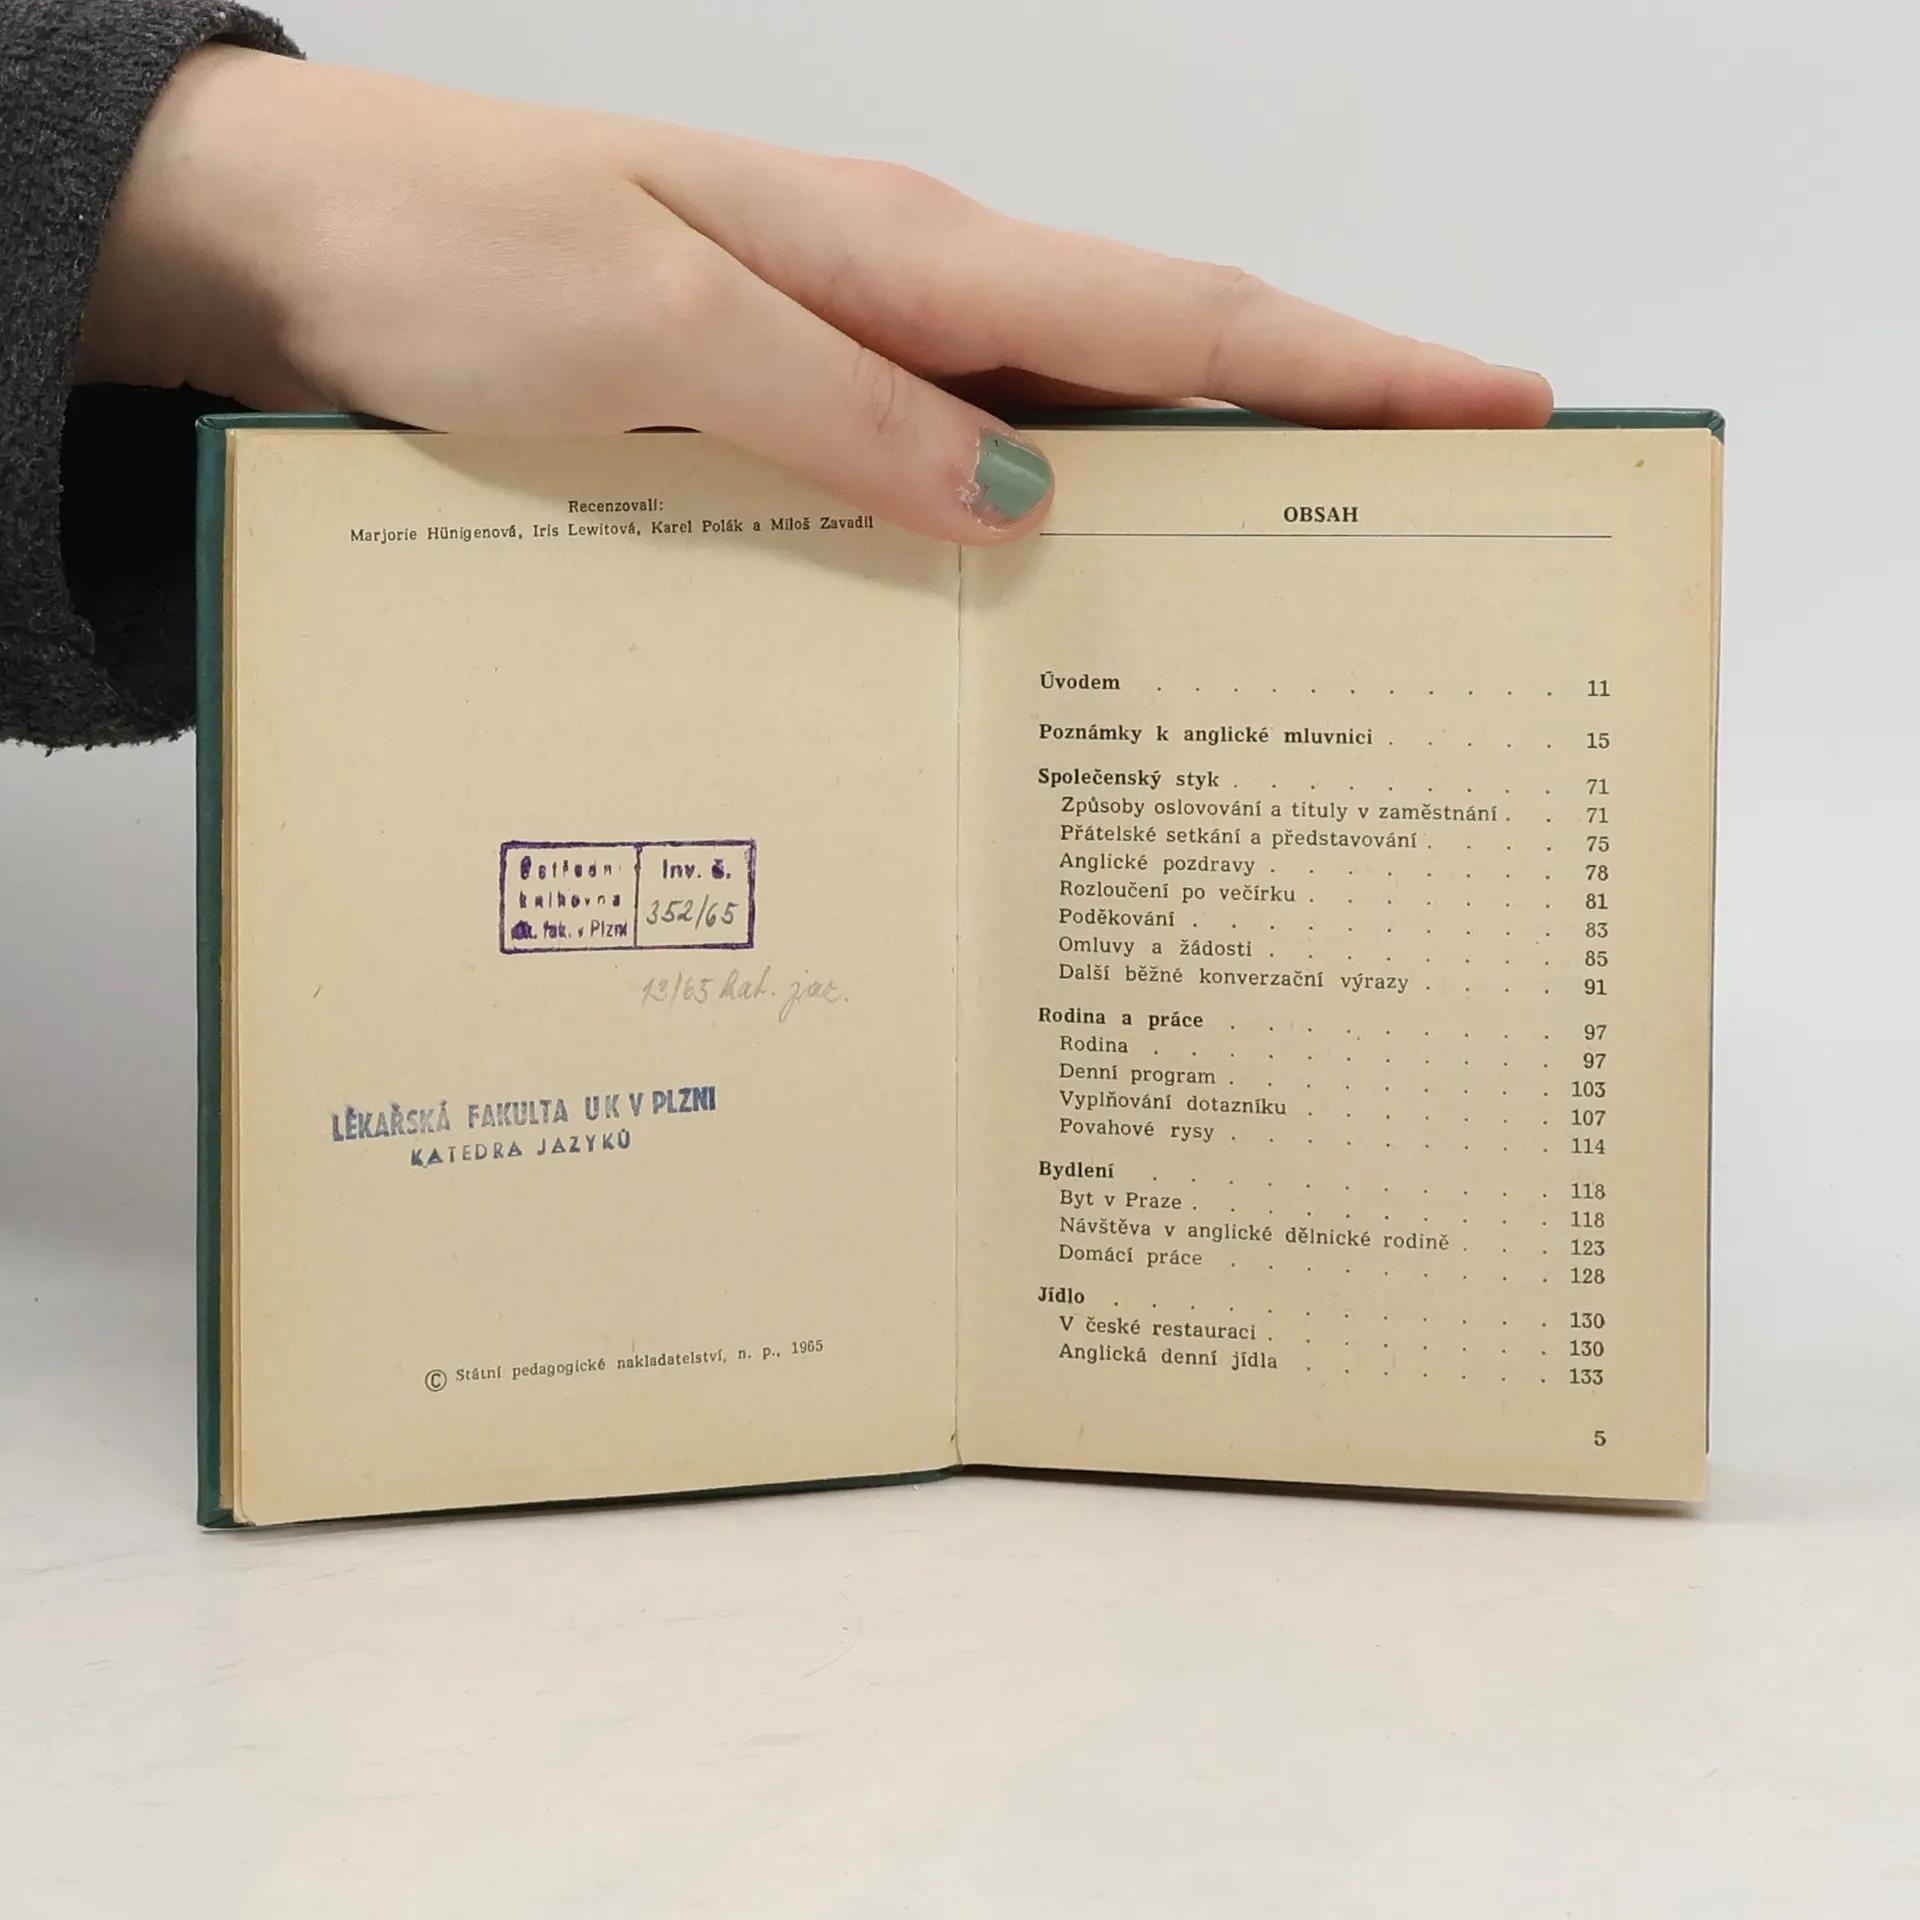 Recenzovali:
Marjorie Hünigenová, Iris Lewitová, Karel Polák a Miloš Zavadil
Ústřední
knihovna
fak. v Plzni
Inv. č.
352/65
13/65 kat. jaz.
LÉKAŘSKÁ FAKULTA UK V PLZNI
KATEDRA JAZYKŮ
© Státní pedagogické nakladatelství, n. p., 1965
OBSAH
Úvodem . . . . . . . . . . . 11
Poznámky k anglické mluvnici . . . . . 15
Společenský styk . . . . . . . . . 71
Způsoby oslovování a tituly v zaměstnání . . 71
Přátelské setkání a představování . . . . 75
Anglické pozdravy . . . . . . . . 78
Rozloučení po večírku . . . . . . . 81
Poděkování . . . . . . . . . . 83
Omluvy a žádosti . . . . . . . . 85
Další běžné konverzační výrazy . . . . 91
Rodina a práce . . . . . . . . . 97
Rodina . . . . . . . . . . . 97
Denní program . . . . . . . . . 103
Vyplňování dotazníku . . . . . . . 107
Povahové rysy . . . . . . . . . 114
Bydlení . . . . . . . . . . . 118
Byt v Praze . . . . . . . . . . 118
Návštěva v anglické dělnické rodině . . . 123
Domácí práce . . . . . . . . . 128
Jídlo . . . . . . . . . . . . 130
V české restauraci . . . . . . . . 130
Anglická denní jídla . . . . . . . 133
5